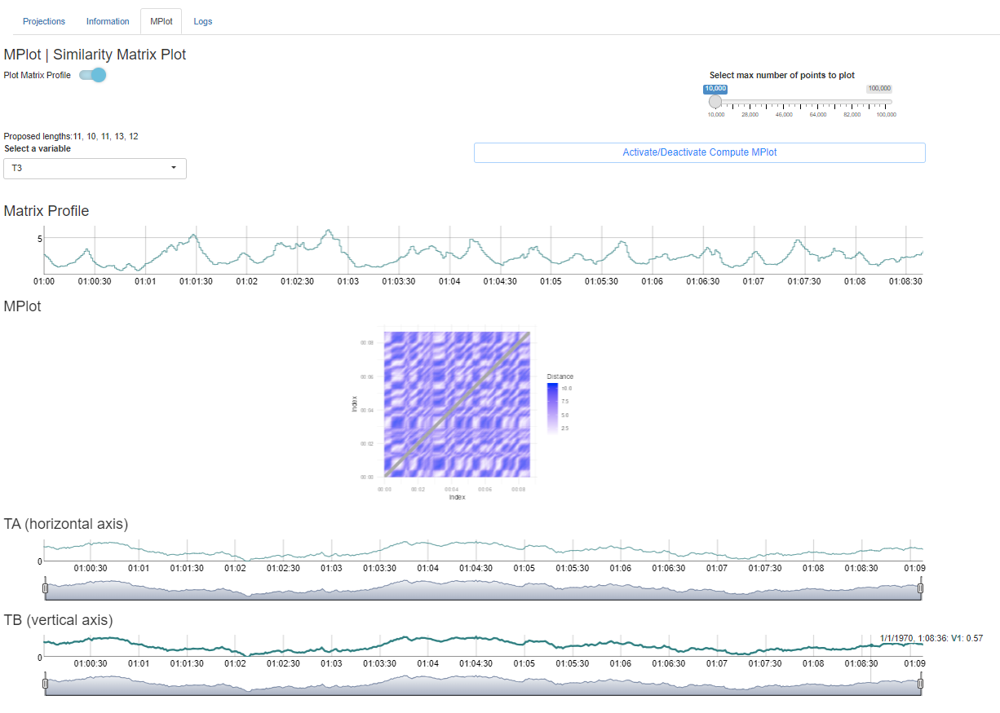 Projections Information MPlot Logs
MPlot | Similarity Matrix Plot
Plot Matrix Profile
Select max number of points to plot
10,000 100,000
10,000 28,000 46,000 64,000 82,000 100,000
Proposed lengths:11, 10, 11, 13, 12
Select a variable
Activate/Deactivate Compute MPlot
T3
Matrix Profile
5
01:00 01:00:30 01:01 01:01:30 01:02 01:02:30 01:03 01:03:30 01:04 01:04:30 01:05 01:05:30 01:06 01:06:30 01:07 01:07:30 01:08 01:08:30
MPlot
00:08
00:06
00:04
00:02
00:00
Index
00:00 00:02 00:04 00:06 00:08
Index
Distance
10.0
7.5
5.0
2.5
TA (horizontal axis)
0
01:00:30 01:01 01:01:30 01:02 01:02:30 01:03 01:03:30 01:04 01:04:30 01:05 01:05:30 01:06 01:06:30 01:07 01:07:30 01:08 01:08:30 01:09
TB (vertical axis)
1/1/1970, 1:08:36: V1: 0.57
0
01:00:30 01:01 01:01:30 01:02 01:02:30 01:03 01:03:30 01:04 01:04:30 01:05 01:05:30 01:06 01:06:30 01:07 01:07:30 01:08 01:08:30 01:09